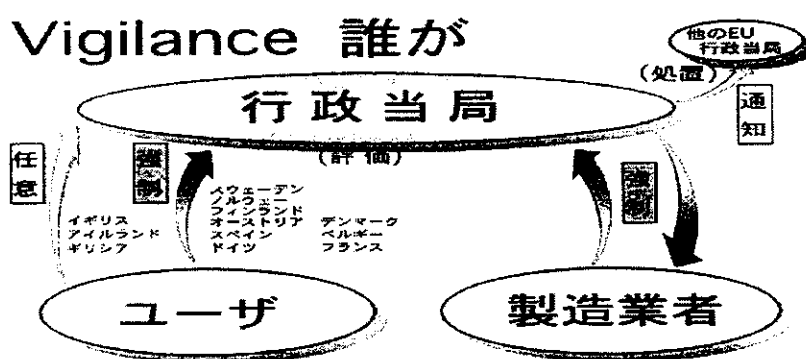 Vigilance 誰が
他のEU
行政当局
(処置)
行政当局
通知
(評価)
任意
強制
スウェーデン
ノルウェー
フィンランド
オーストリア デンマーク
スペイン ベルギー
ドイツ フランス
イギリス
アイルランド
ギリシア
強制
ユーザ
製造業者